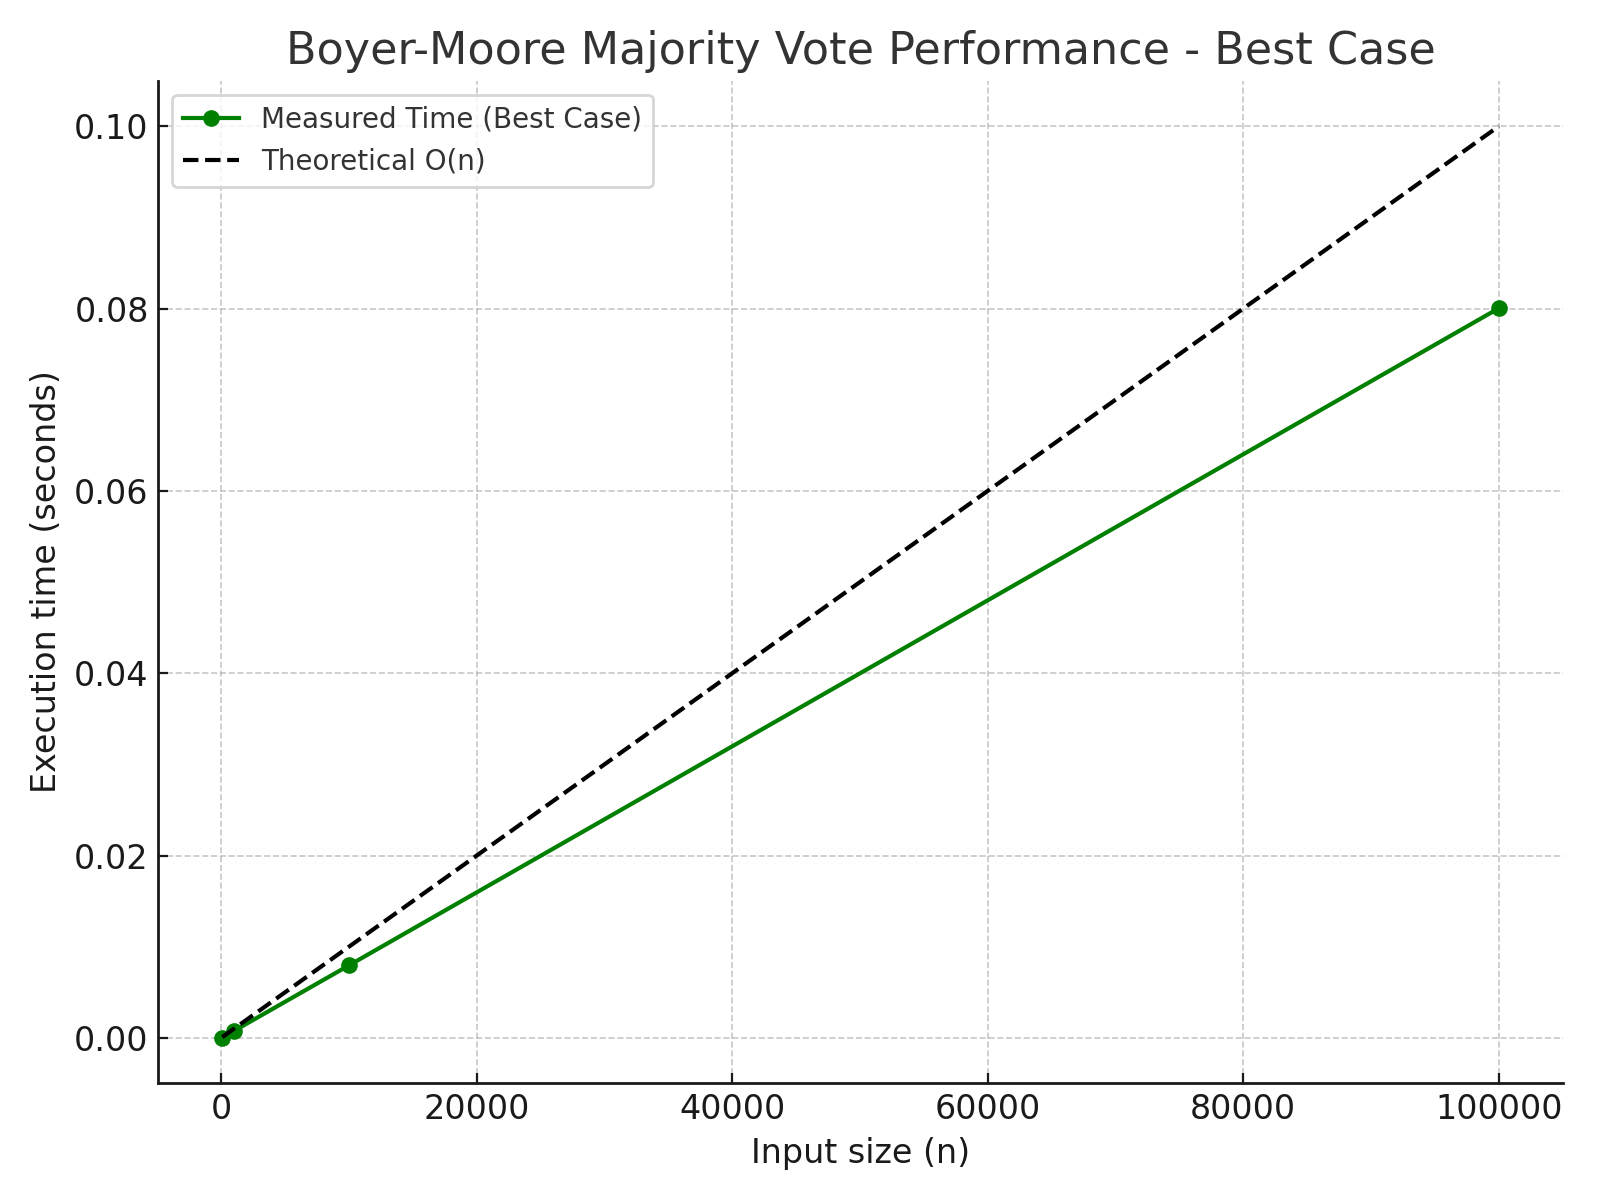 Boyer-Moore Majority Vote Performance - Best Case
Measured Time (Best Case)
Theoretical O(n)
Execution time (seconds)
0.10
0.08
0.06
0.04
0.02
0.00
0 20000 40000 60000 80000 100000
Input size (n)